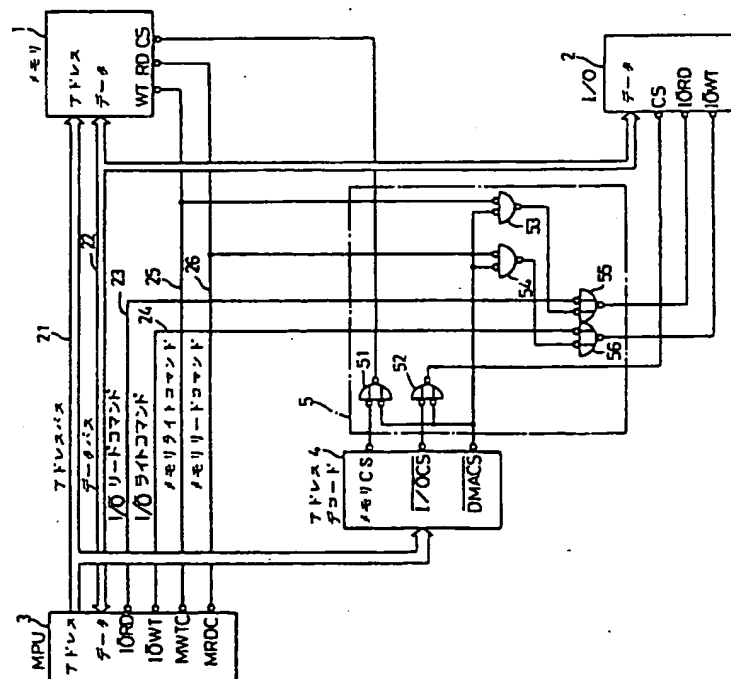 MPU
3
アドレス
データ
IORD
IOWT
MWTC
MRDC
21
アドレスバス
22
データバス
I/O リードコマンド
23
I/O ライトコマンド
24
メモリライトコマンド
25
メモリリードコマンド
26
メモリ
1
アドレス
データ
WT RD CS
アドレス
デコード
4
メモリCS
I/OCS
DMACS
5
51
52
53
54
55
56
I/O
2
データ
CS
IORD
IOWT